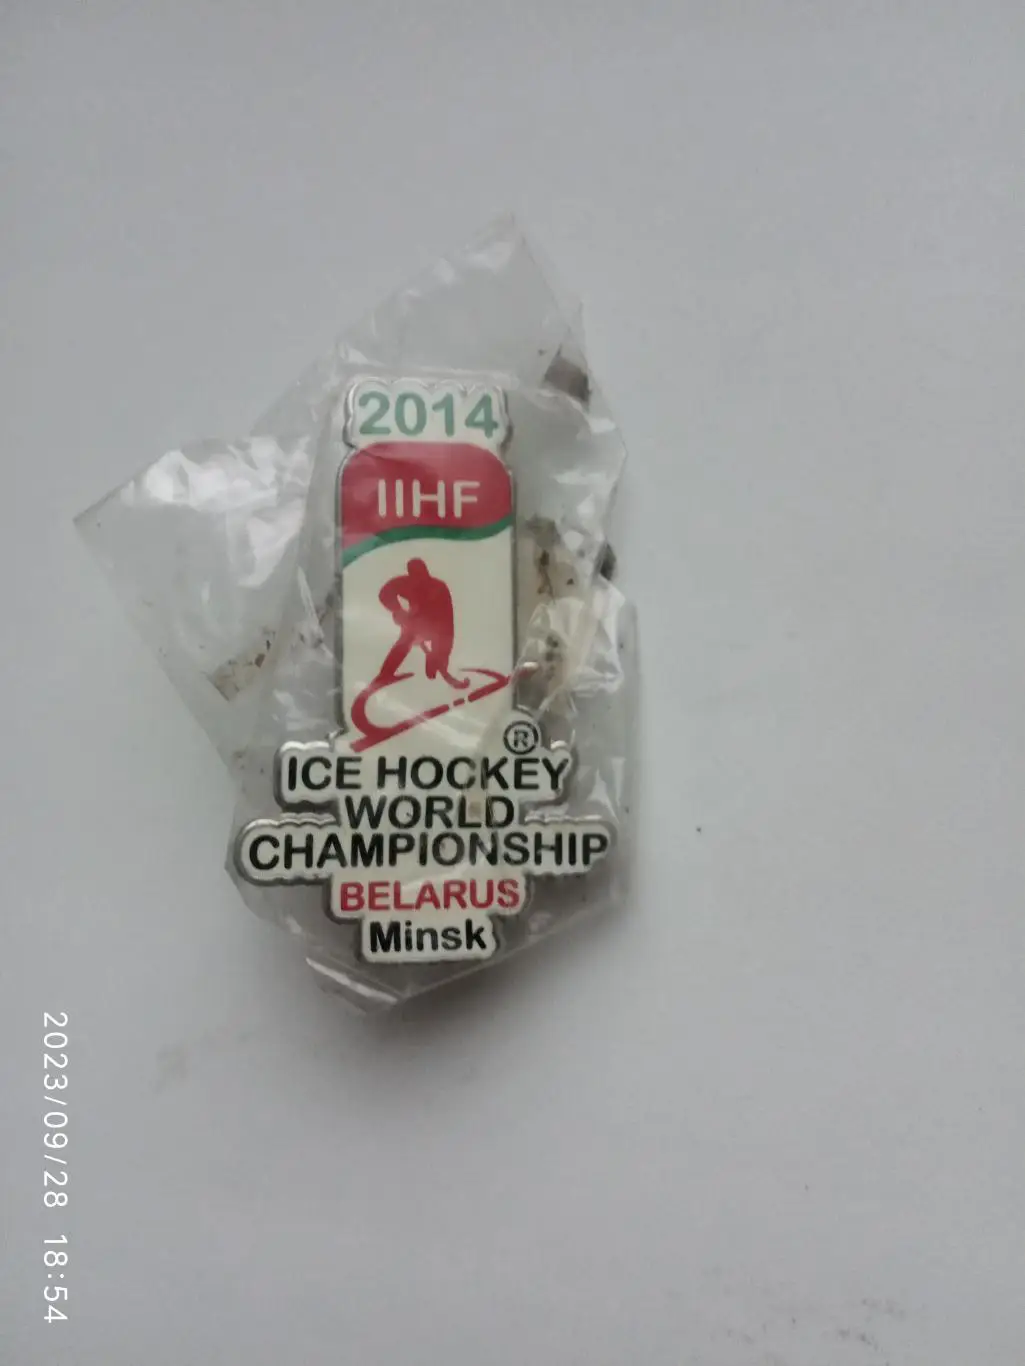 2014
IIHF
®
ICE HOCKEY
WORLD
CHAMPIONSHIP
BELARUS
Minsk
2023/09/28 18:54